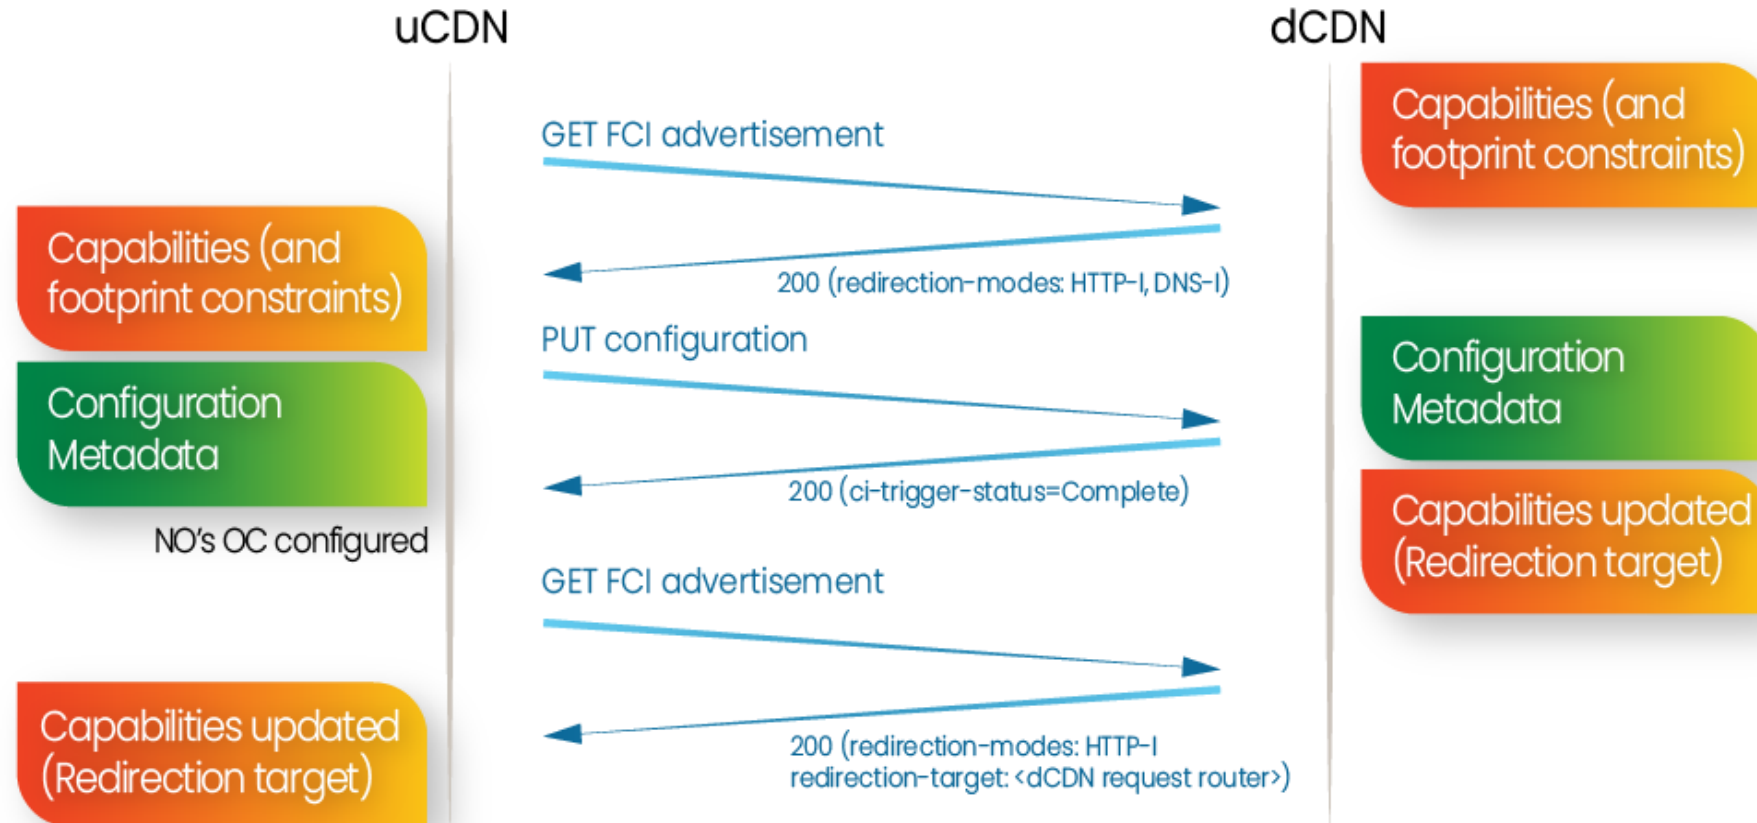 uCDN
dCDN
Capabilities (and
footprint constraints)
GET FCI advertisement
Capabilities (and
footprint constraints)
200 (redirection-modes: HTTP-I, DNS-I)
PUT configuration
Configuration
Metadata
Configuration
Metadata
200 (ci-trigger-status=Complete)
Capabilities updated
(Redirection target)
NO's OC configured
GET FCI advertisement
Capabilities updated
(Redirection target)
200 (redirection-modes: HTTP-I
redirection-target: <dCDN request router>)